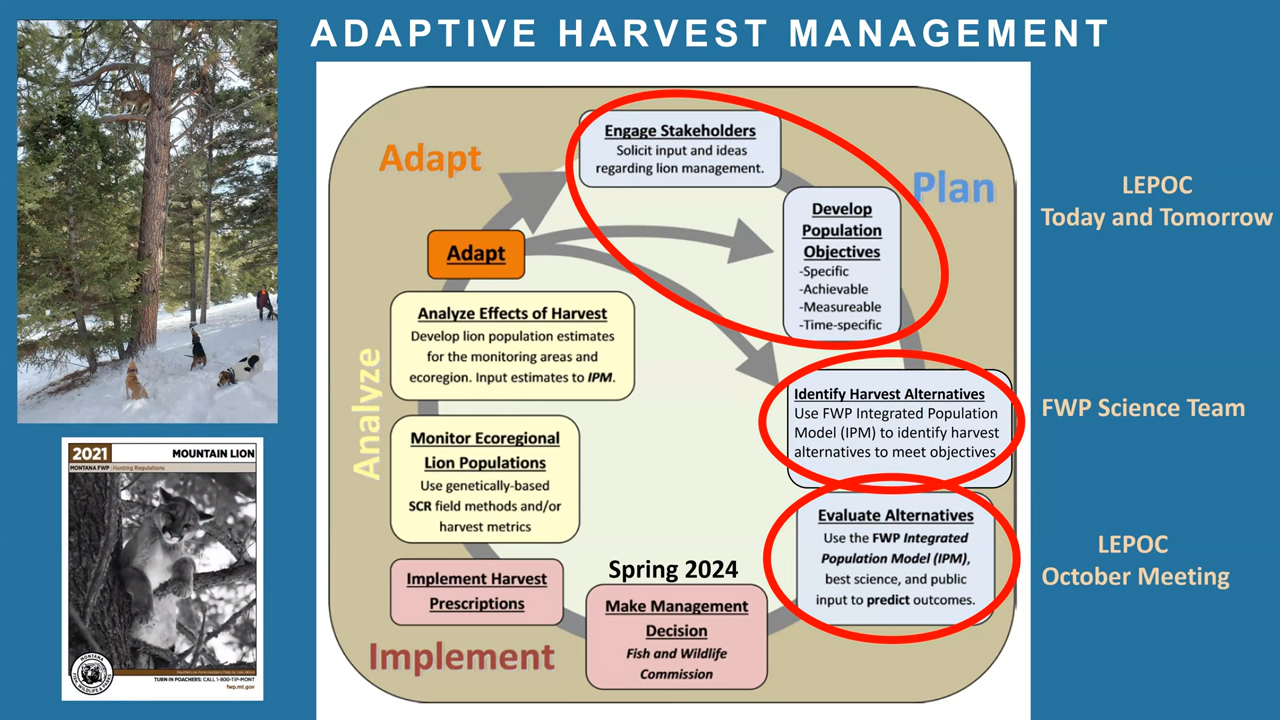 ADAPTIVE HARVEST MANAGEMENT
Adapt
Engage Stakeholders
Solicit input and ideas
regarding lion management.
Plan
Develop
Population
Objectives
-Specific
-Achievable
-Measureable
-Time-specific
LEPOC
Today and Tomorrow
Adapt
Analyze
Analyze Effects of Harvest
Develop lion population estimates
for the monitoring areas and
ecoregion. Input estimates to IPM.
Identify Harvest Alternatives
Use FWP Integrated Population
Model (IPM) to identify harvest
alternatives to meet objectives
FWP Science Team
Monitor Ecoregional
Lion Populations
Use genetically-based
SCR field methods and/or
harvest metrics
Evaluate Alternatives
Use the FWP Integrated
Population Model (IPM),
best science, and public
input to predict outcomes.
LEPOC
October Meeting
Implement Harvest
Prescriptions
Spring 2024
Make Management
Decision
Fish and Wildlife
Commission
Implement
2021
MOUNTAIN LION
MONTANA FWP Hunting Regulations
MONTANA
TURN IN POACHERS: CALL 1-800-TIP-MONT
fwp.mt.gov